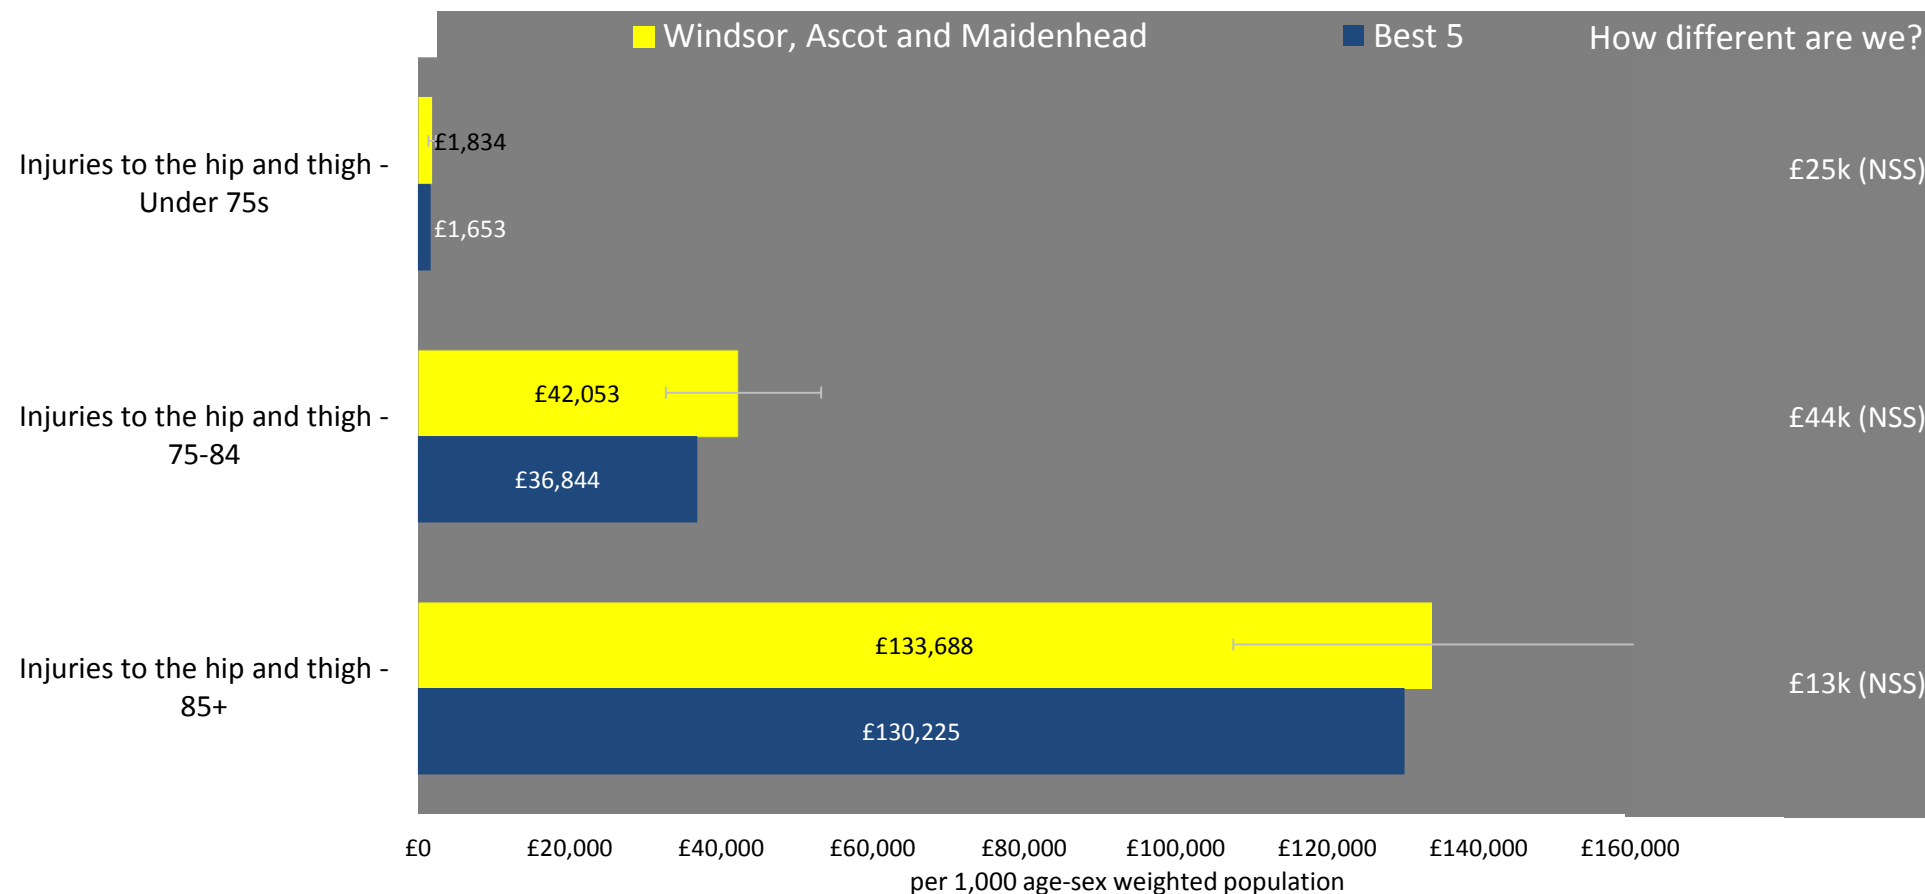 Windsor, Ascot and Maidenhead
Best 5
How different are we?
Injuries to the hip and thigh -
Under 75s
£1,834
£1,653
£25k (NSS)
Injuries to the hip and thigh -
75-84
£42,053
£36,844
£44k (NSS)
Injuries to the hip and thigh -
85+
£133,688
£130,225
£13k (NSS)
£0 £20,000 £40,000 £60,000 £80,000 £100,000 £120,000 £140,000 £160,000
per 1,000 age-sex weighted population